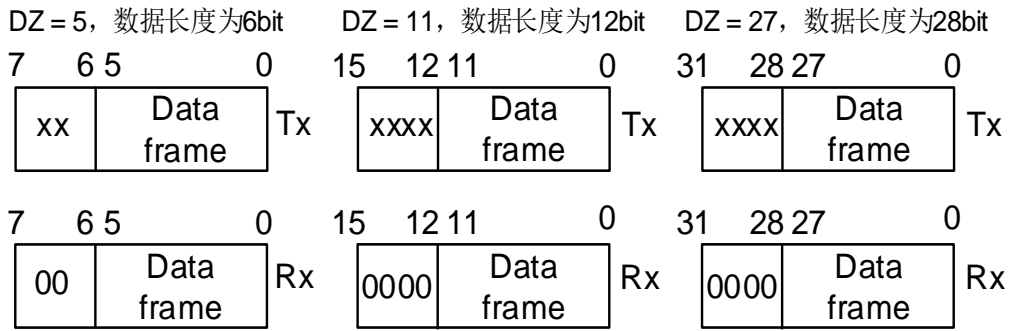 DZ = 5，数据长度为6bit DZ = 11，数据长度为12bit DZ = 27，数据长度为28bit
7 6 5 0 15 12 11 0 31 28 27 0
xx Data frame Tx xxxx Data frame Tx xxxx Data frame Tx
7 6 5 0 15 12 11 0 31 28 27 0
00 Data frame Rx 0000 Data frame Rx 0000 Data frame Rx